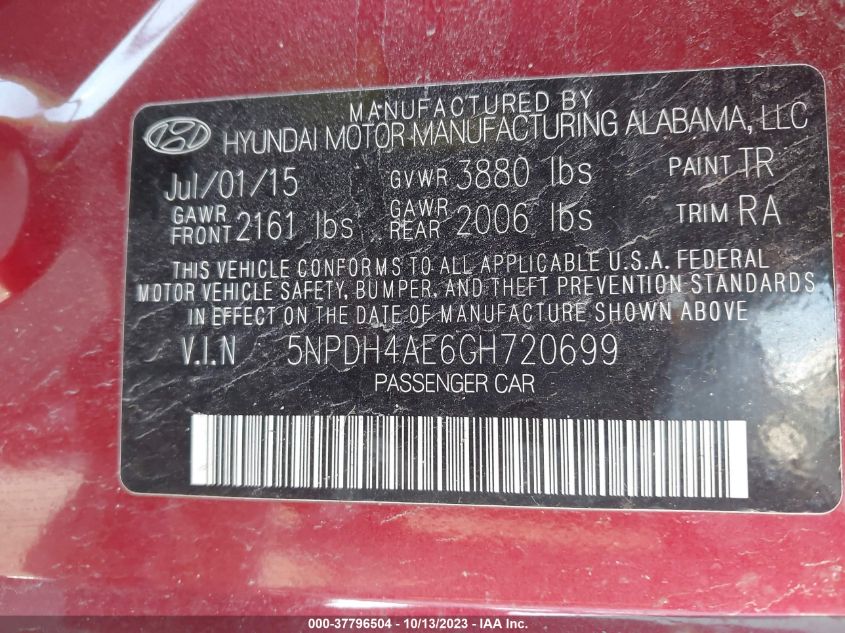 MANUFACTURED BY
HYUNDAI MOTOR MANUFACTURING ALABAMA, LLC
Jul/01/15 GVWR 3880 lbs PAINT TR
GAWR FRONT 2161 lbs GAWR REAR 2006 lbs TRIM RA
THIS VEHICLE CONFORMS TO ALL APPLICABLE U.S.A. FEDERAL
MOTOR VEHICLE SAFETY, BUMPER, AND THEFT PREVENTION STANDARDS
IN EFFECT ON THE DATE OF MANUFACTURE SHOWN ABOVE
V.I.N 5NPDH4AE6GH720699
PASSENGER CAR
000-37796504 - 10/13/2023 - IAA Inc.